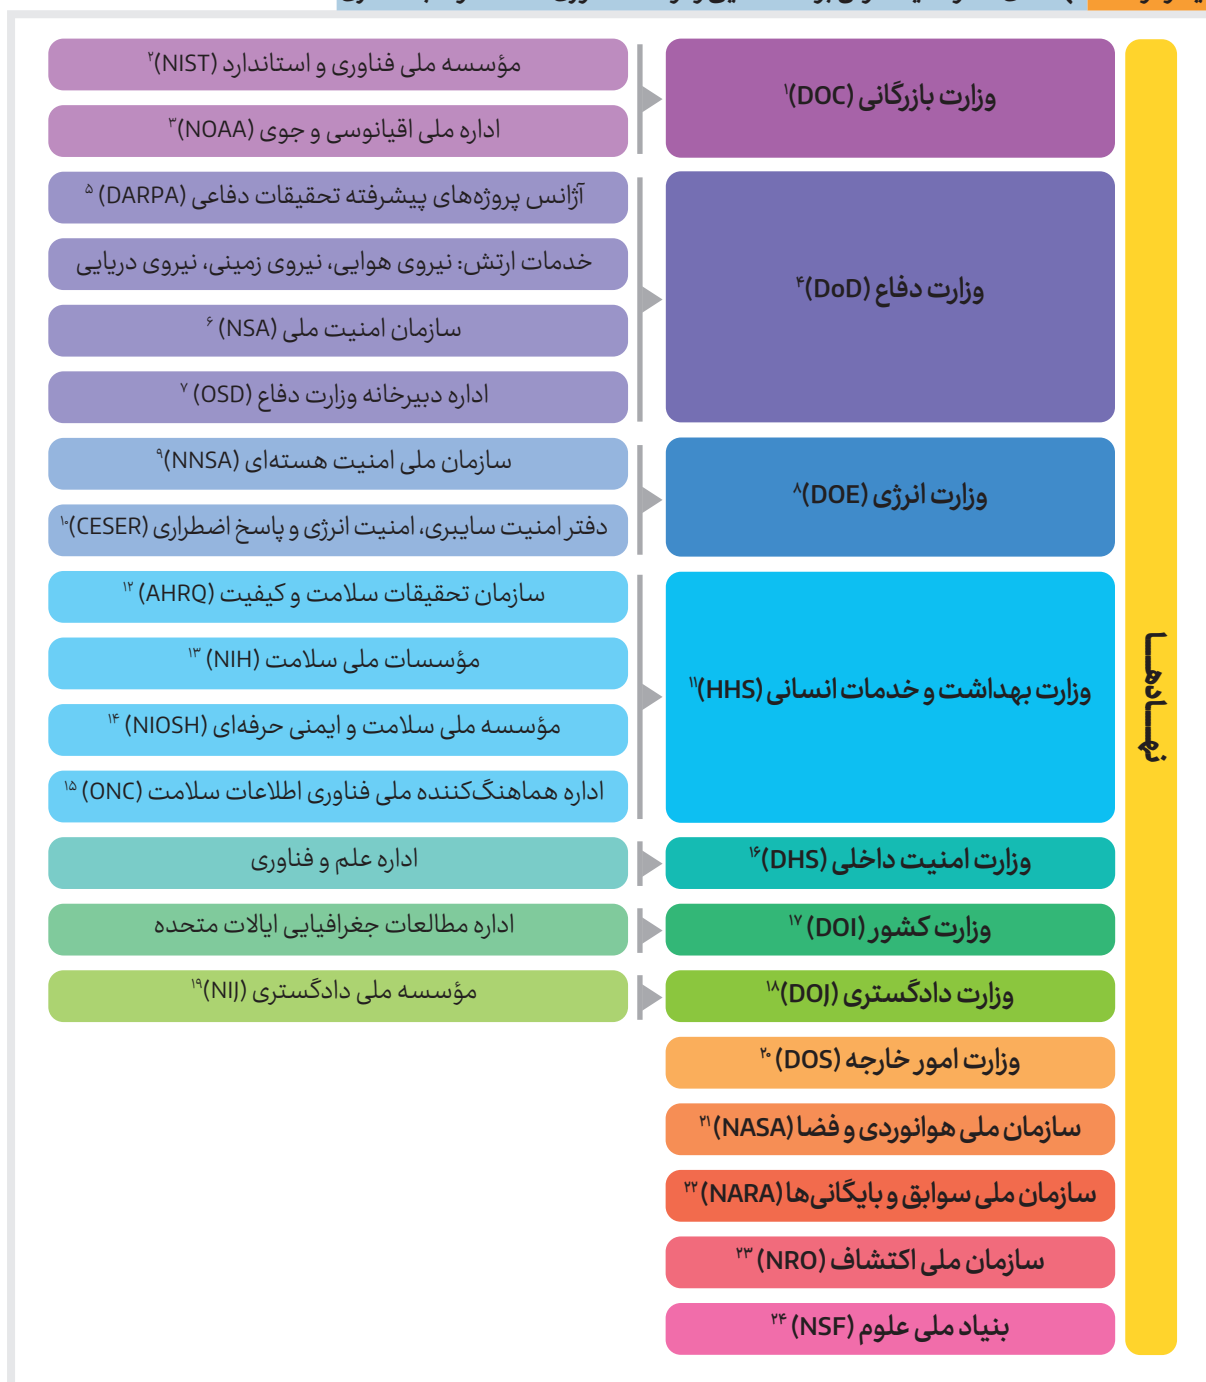 نهـــادهـــا
وزارت بازرگانی (DOC)۱
مؤسسه ملی فناوری و استاندارد (NIST)۲
اداره ملی اقیانوسی و جوی (NOAA)۳
وزارت دفاع (DoD)۴
آژانس پروژه‌های پیشرفته تحقیقات دفاعی (DARPA) ۵
خدمات ارتش: نیروی هوایی، نیروی زمینی، نیروی دریایی
سازمان امنیت ملی (NSA) ۶
اداره دبیرخانه وزارت دفاع (OSD) ۷
وزارت انرژی (DOE)۸
سازمان ملی امنیت هسته‌ای (NNSA)۹
دفتر امنیت سایبری، امنیت انرژی و پاسخ اضطراری (CESER)۱۰
وزارت بهداشت و خدمات انسانی (HHS)۱۱
سازمان تحقیقات سلامت و کیفیت (AHRQ) ۱۲
مؤسسات ملی سلامت (NIH) ۱۳
مؤسسه ملی سلامت و ایمنی حرفه‌ای (NIOSH) ۱۴
اداره هماهنگ‌کننده ملی فناوری اطلاعات سلامت (ONC) ۱۵
وزارت امنیت داخلی (DHS)۱۶
اداره علم و فناوری
وزارت کشور (DOI) ۱۷
اداره مطالعات جغرافیایی ایالات متحده
وزارت دادگستری (DOJ)۱۸
مؤسسه ملی دادگستری (NIJ)۱۹
وزارت امور خارجه (DOS) ۲۰
سازمان ملی هوانوردی و فضا (NASA)۲۱
سازمان ملی سوابق و بایگانی‌ها (NARA)۲۲
سازمان ملی اکتشاف (NRO) ۲۳
بنیاد ملی علوم (NSF) ۲۴